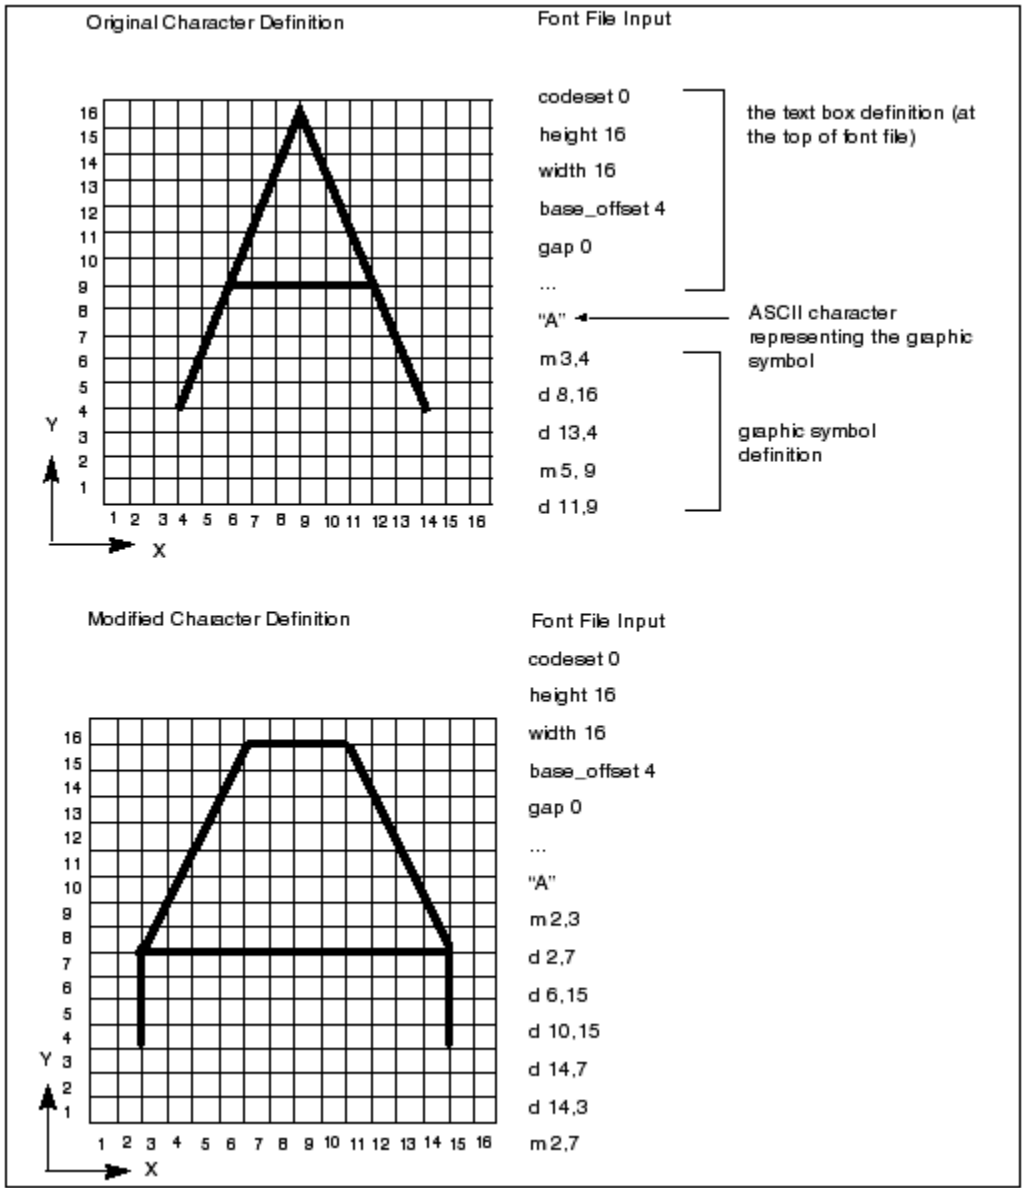 Original Character Definition
Font File Input
16
15
14
13
12
11
10
9
8
7
6
5
4
3
2
1
Y
X
1 2 3 4 5 6 7 8 9 10 11 12 13 14 15 16
codeset 0
height 16
width 16
base_offset 4
gap 0
...
the text box definition (at
the top of font file)
"A"
ASCII character
representing the graphic
symbol
m 3,4
d 8,16
d 13,4
m 5, 9
d 11,9
graphic symbol
definition
Modified Character Definition
Font File Input
16
15
14
13
12
11
10
9
8
7
6
5
4
3
2
1
Y
X
1 2 3 4 5 6 7 8 9 10 11 12 13 14 15 16
codeset 0
height 16
width 16
base_offset 4
gap 0
...
"A"
m 2,3
d 2,7
d 6,15
d 10,15
d 14,7
d 14,3
m 2,7